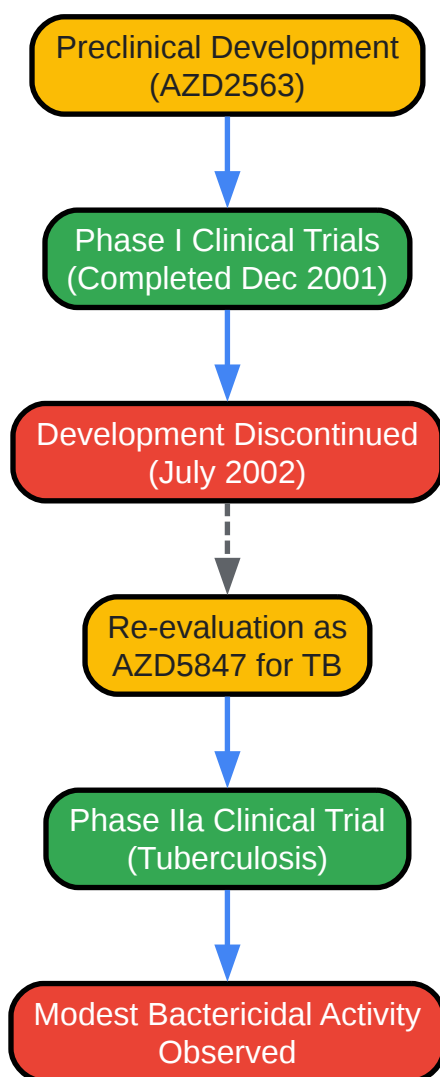 Preclinical Development
(AZD2563)
Phase I Clinical Trials
(Completed Dec 2001)
Development Discontinued
(July 2002)
Re-evaluation as
AZD5847 for TB
Phase IIa Clinical Trial
(Tuberculosis)
Modest Bactericidal Activity
Observed